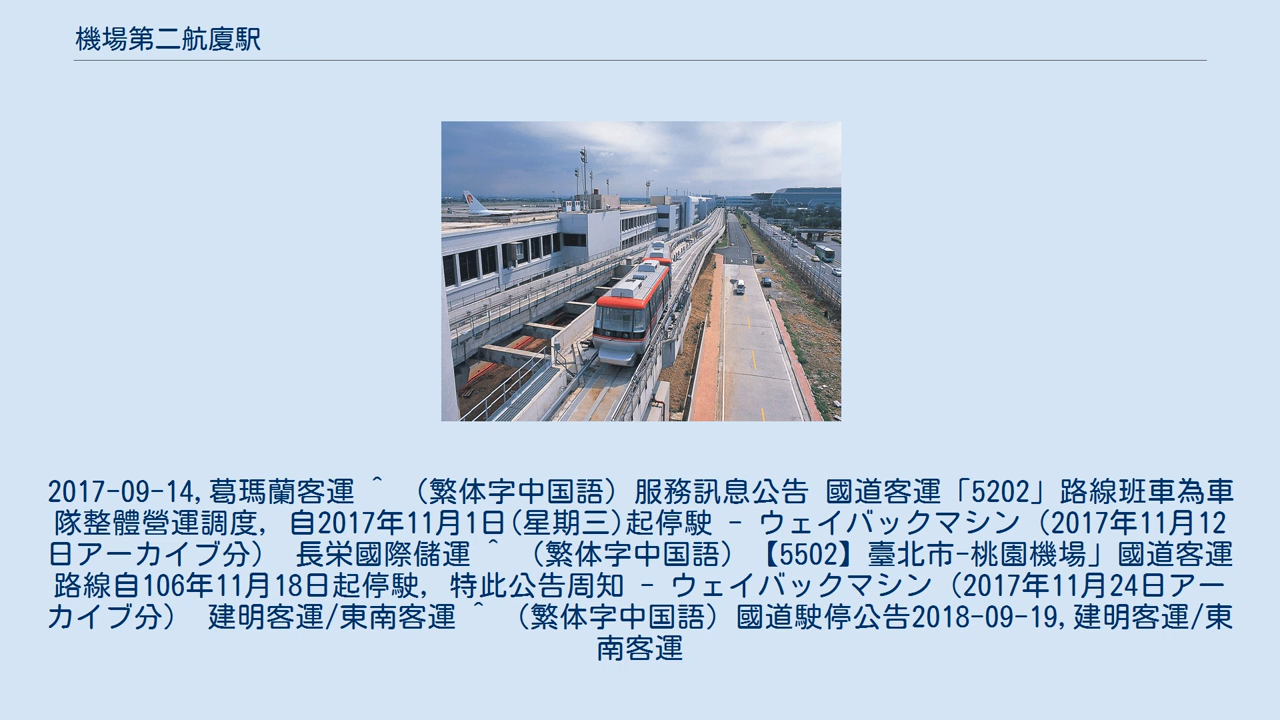 機場第二航廈駅
2017-09-14,葛瑪蘭客運 ^ （繁体字中国語）服務訊息公告 國道客運「5202」路線班車為車
隊整體營運調度, 自2017年11月1日(星期三)起停駛 - ウェイバックマシン（2017年11月12
日アーカイブ分） 長栄國際儲運 ^ （繁体字中国語）【5502】臺北市-桃園機場」國道客運
路線自106年11月18日起停駛, 特此公告周知 - ウェイバックマシン（2017年11月24日アー
カイブ分） 建明客運/東南客運 ^ （繁体字中国語）國道駛停公告2018-09-19,建明客運/東
南客運